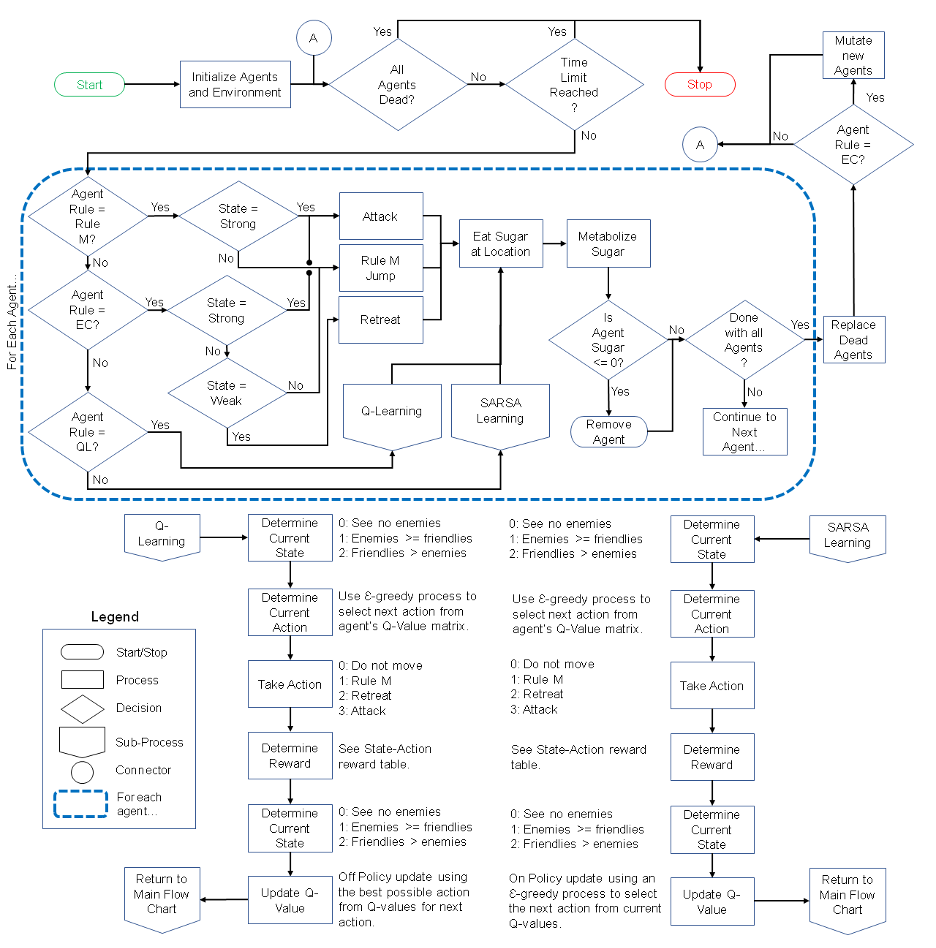 Start
Initialize Agents
and Environment
A
Yes
All
Agents
Dead?
No
Yes
Time
Limit
Reached
?
No
Stop
Mutate
new
Agents
Yes
No
A
Agent
Rule =
EC?
For Each Agent...
Agent
Rule =
Rule
M?
Yes
No
State =
Strong
Yes
No
Attack
Rule M
Jump
Retreat
Eat Sugar
at Location
Metabolize
Sugar
Agent
Rule =
EC?
Yes
No
State =
Strong
Yes
No
State =
Weak
No
Yes
Is
Agent
Sugar
<= 0?
No
Yes
Remove
Agent
Done
with all
Agents
?
Yes
No
Continue to
Next
Agent...
Replace
Dead
Agents
Agent
Rule =
QL?
Yes
No
Q-Learning
SARSA
Learning
Q-
Learning
Determine
Current
State
0: See no enemies
1: Enemies >= friendlies
2: Friendlies > enemies
Determine
Current
Action
Use Ɛ-greedy process to
select next action from
agent's Q-Value matrix.
Take Action
0: Do not move
1: Rule M
2: Retreat
3: Attack
Determine
Reward
See State-Action
reward table.
Determine
Current
State
0: See no enemies
1: Enemies >= friendlies
2: Friendlies > enemies
Update Q-
Value
Off Policy update using
the best possible action
from Q-values for next
action.
Return to
Main Flow
Chart
0: See no enemies
1: Enemies >= friendlies
2: Friendlies > enemies
Determine
Current
State
SARSA
Learning
Use Ɛ-greedy process to
select next action from
agent's Q-Value matrix.
Determine
Current
Action
0: Do not move
1: Rule M
2: Retreat
3: Attack
Take Action
See State-Action reward
table.
Determine
Reward
0: See no enemies
1: Enemies >= friendlies
2: Friendlies > enemies
Determine
Current
State
On Policy update using an
Ɛ-greedy process to select
the next action from current
Q-values.
Update Q-
Value
Return to
Main Flow
Chart
Legend
Start/Stop
Process
Decision
Sub-Process
Connector
For each
agent...